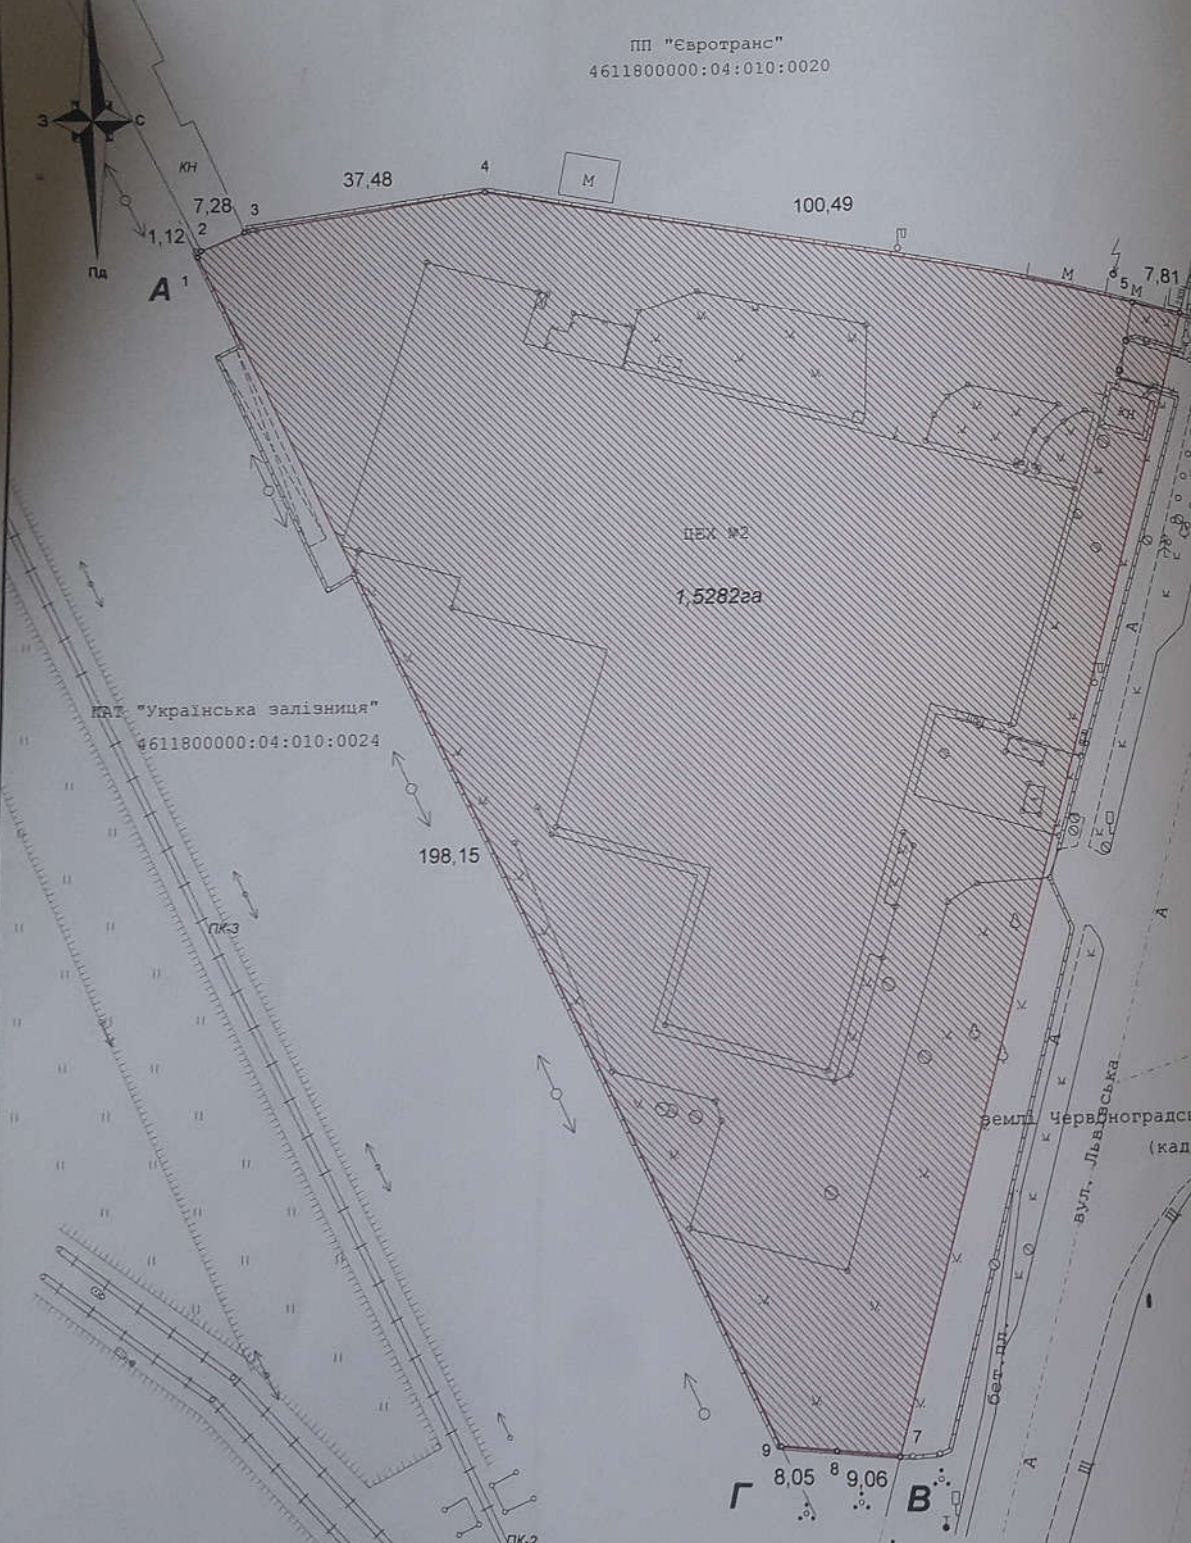 ПП "Євротранс"
4611800000:04:010:0020
З
С
Пд
КН
4
37,48
М
100,49
3
7,28
2
1,12
1
А
М
5
М
7,81
КН
ЦЕХ №2
1,5282га
А
"Українська залізниця"
4611800000:04:010:0024
198,15
ПК-3
А
А
землі
вул. Львівська
(кад
Щ
бет.пл.
7
9
8
8,05
9,06
Г
В
А
Щ
ПК-2